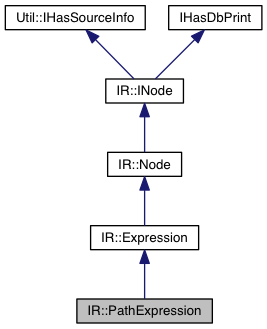 Util::IHasSourceInfo
IHasDbPrint
IR::INode
IR::Node
IR::Expression
IR::PathExpression